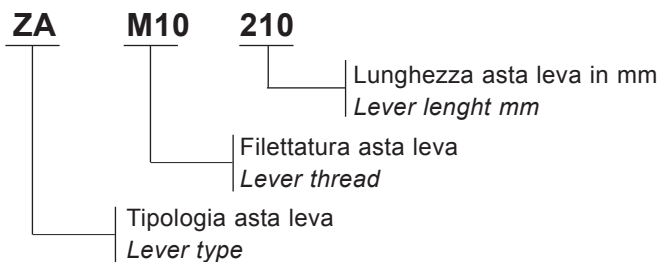 ZA M10 210
Lunghezza asta leva in mm
Lever lenght mm
Filettatura asta leva
Lever thread
Tipologia asta leva
Lever type